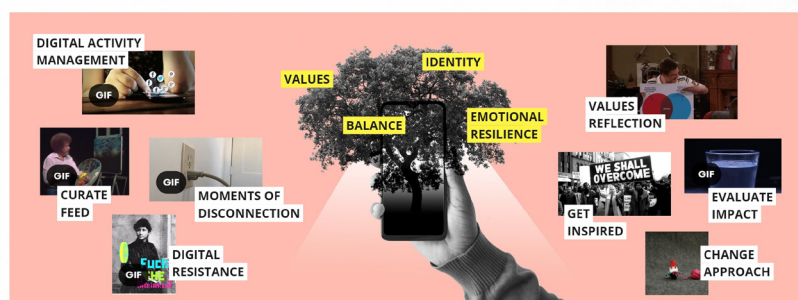 DIGITAL ACTIVITY
MANAGEMENT
GIF
GIF
CURATE
FEED
GIF
MOMENTS OF
DISCONNECTION
GIF
DIGITAL
RESISTANCE
VALUES
IDENTITY
BALANCE
EMOTIONAL
RESILIENCE
VALUES
REFLECTION
WE SHALL
OVERCOME
GET
INSPIRED
GIF
EVALUATE
IMPACT
CHANGE
APPROACH